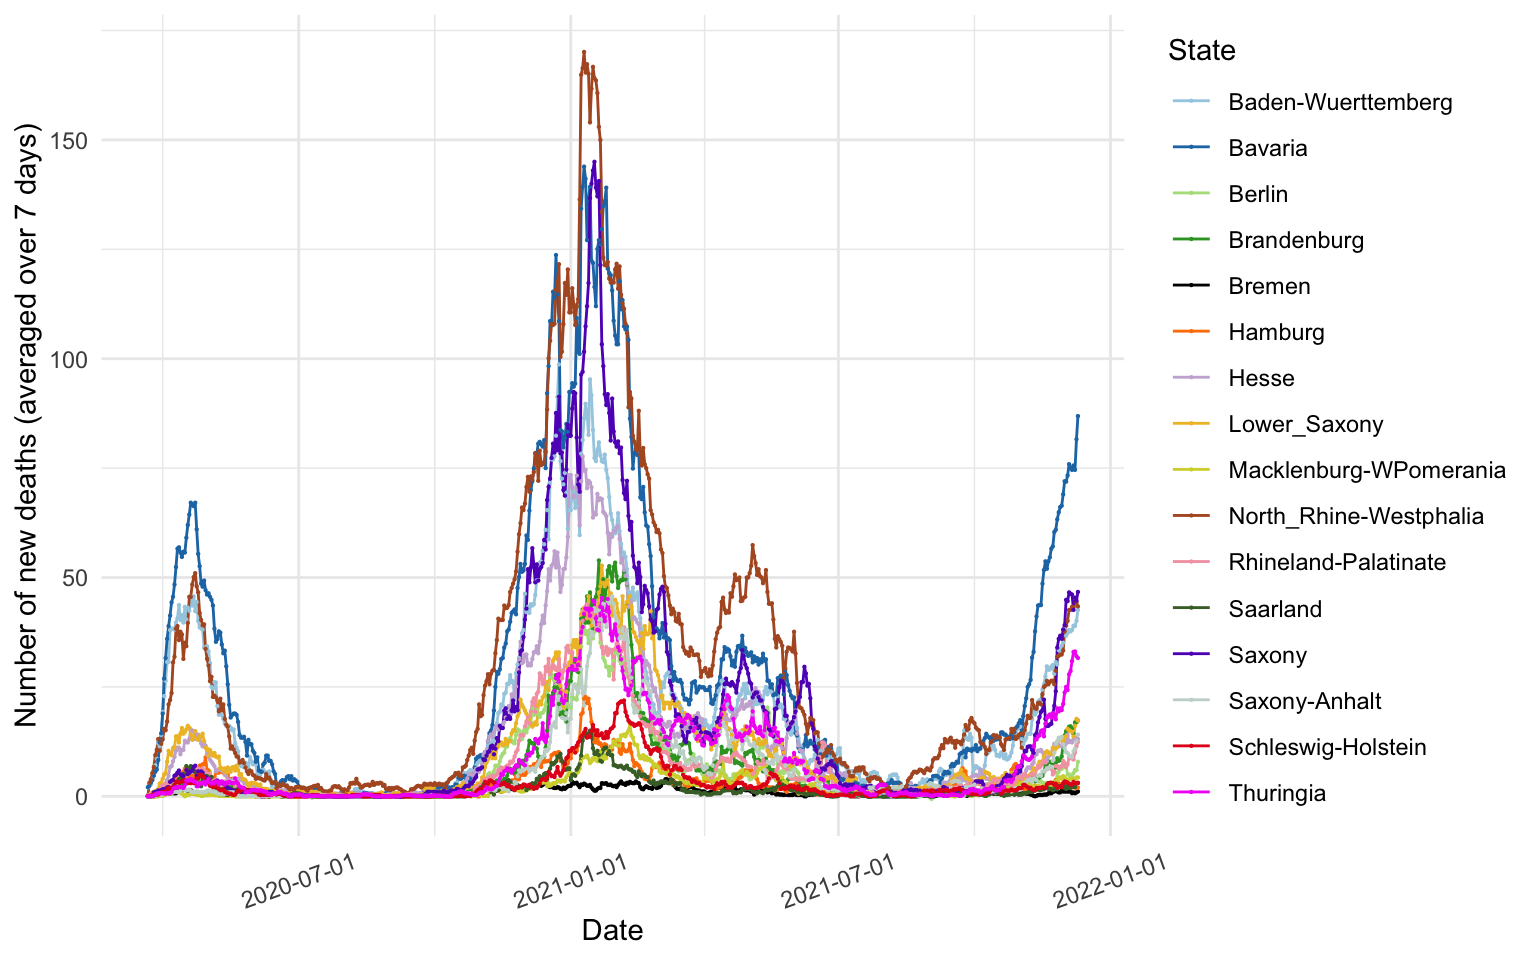 Number of new deaths (averaged over 7 days)
150
100
50
0
2020-07-01
2021-01-01
2021-07-01
2022-01-01
Date
State
Baden-Wuerttemberg
Bavaria
Berlin
Brandenburg
Bremen
Hamburg
Hesse
Lower_Saxony
Macklenburg-WPomerania
North_Rhine-Westphalia
Rhineland-Palatinate
Saarland
Saxony
Saxony-Anhalt
Schleswig-Holstein
Thuringia